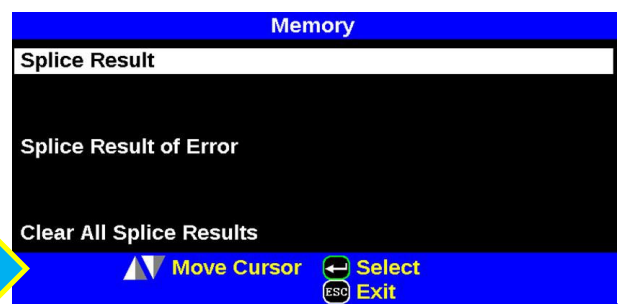 Memory
Splice Result
Splice Result of Error
Clear All Splice Results
Move Cursor Select
ESC Exit